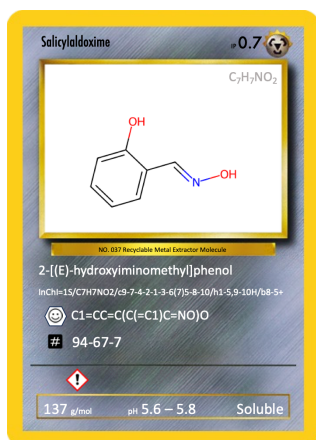 Salicylaldoxime IP 0.7
C₇H₇NO₂
OH
N OH
NO. 037 Recyclable Metal Extractor Molecule
2-[(E)-hydroxyiminomethyl]phenol
InChI=1S/C7H7NO2/c9-7-4-2-1-3-6(7)5-8-10/h1-5,9-10H/b8-5+
C1=CC=C(C(=C1)C=NO)O
# 94-67-7
!
137 g/mol pH 5.6 – 5.8 Soluble